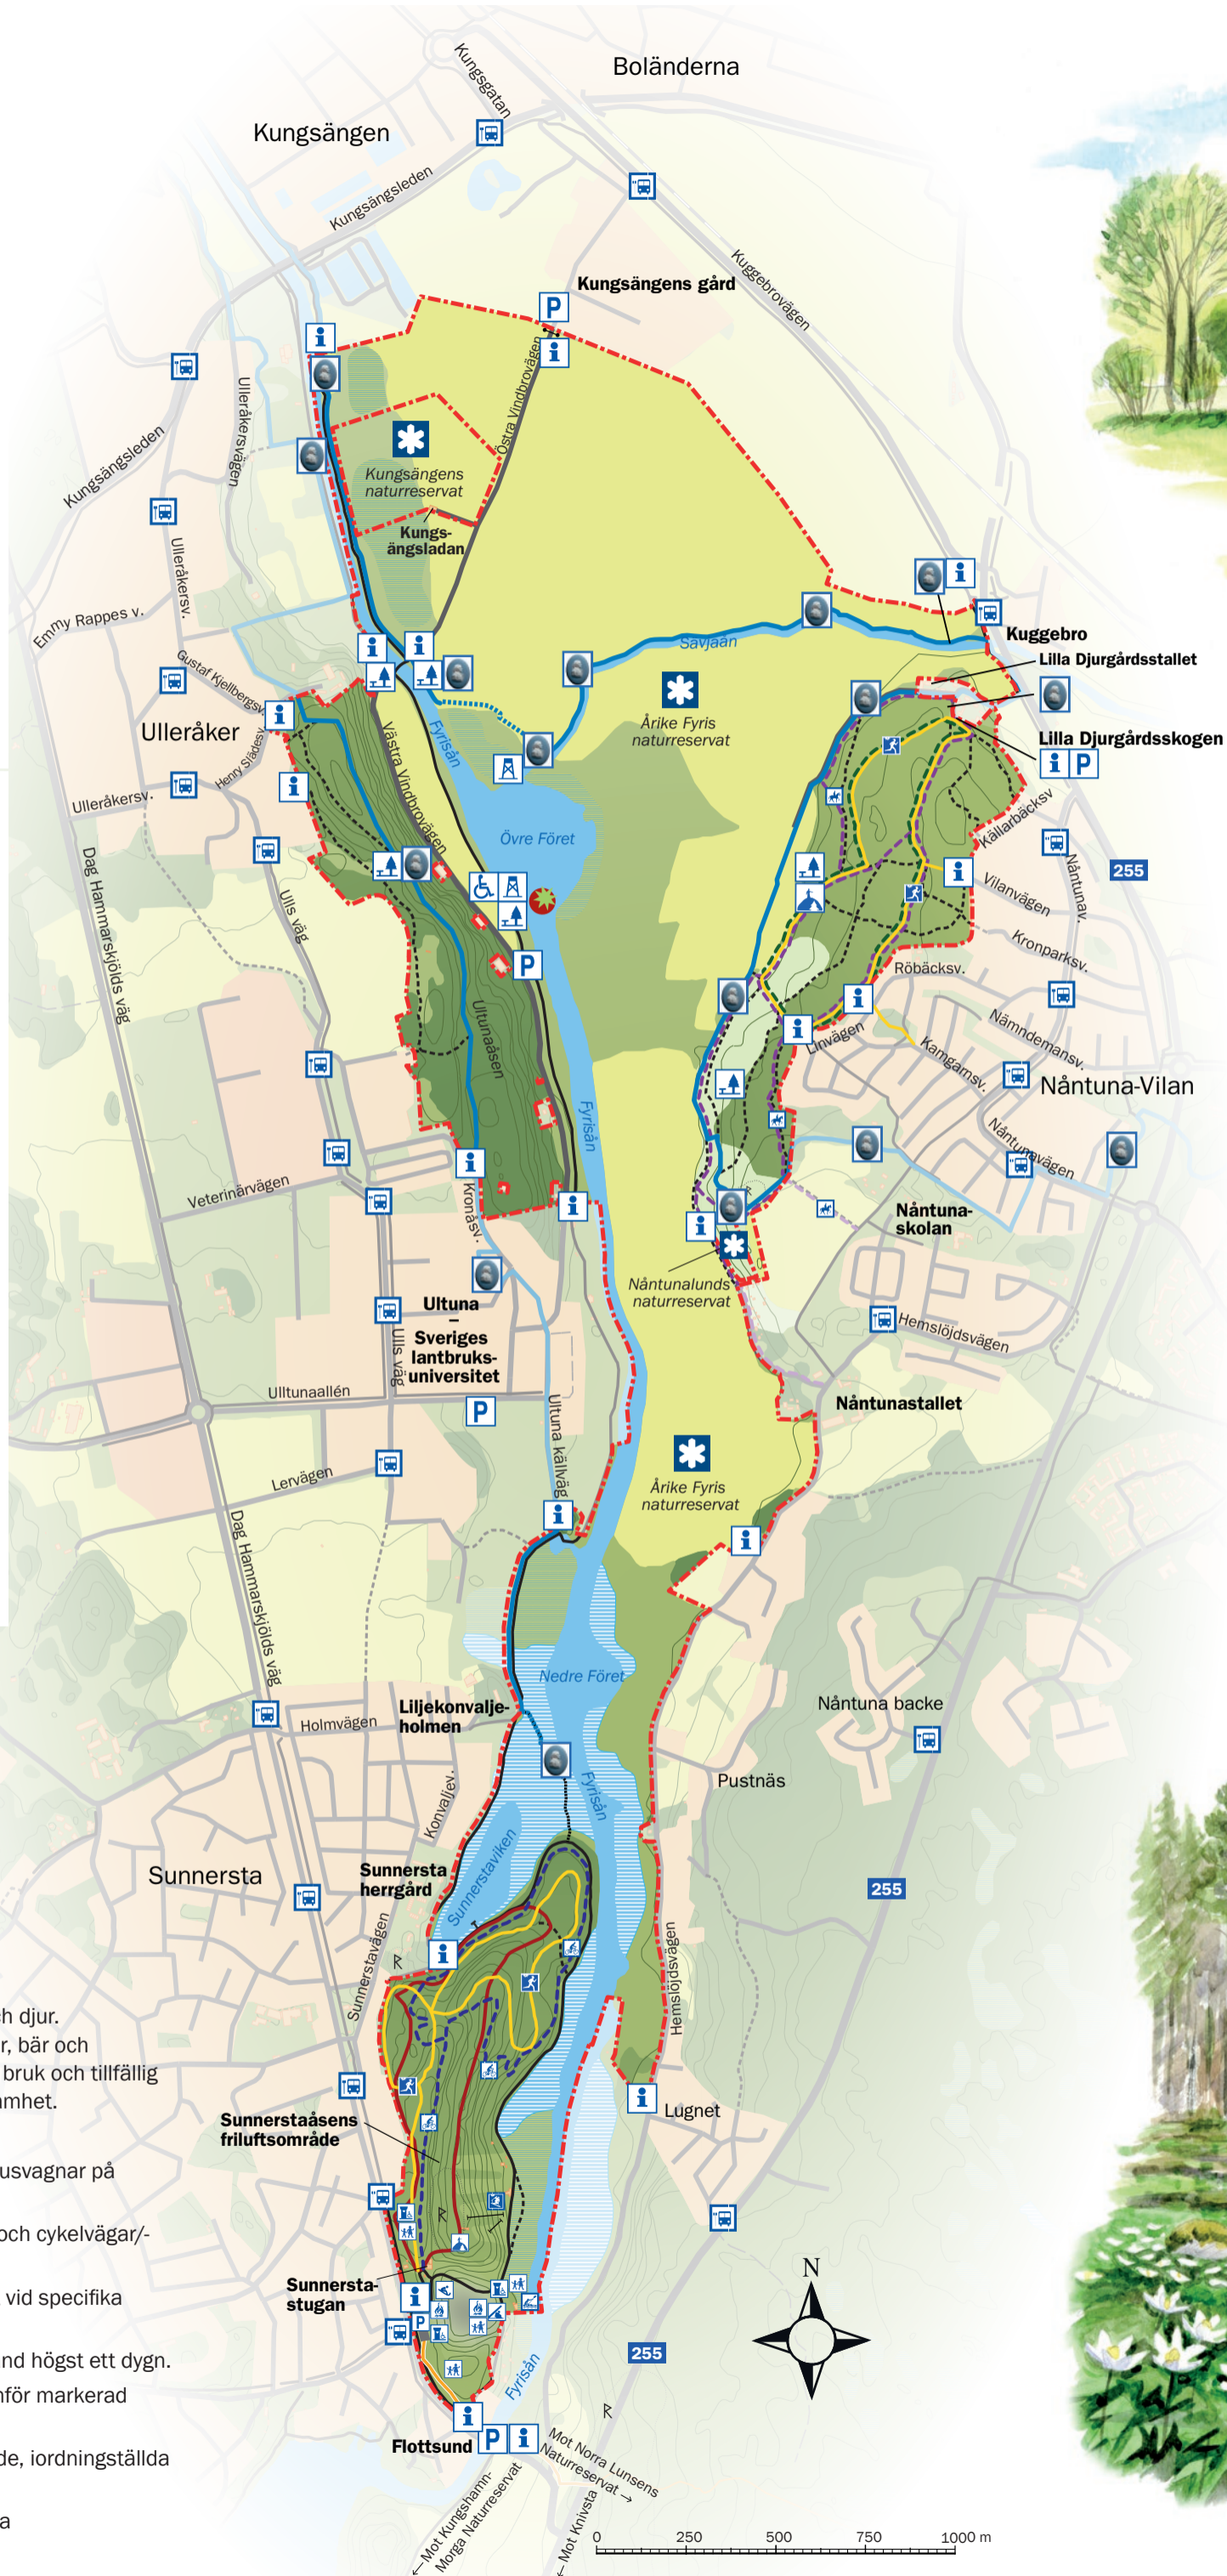 Boländerna
Kungsgatan
Kungsängen
Kungsängsleden
Kuggebrovägen
Kungsängens gård
P
i
i
Östra Vindbrovägen
Ulleråkersvägen
Kungsängsleden
Kungsängens
naturreservat
Kungs-
ängsladan
Ulleråkersv.
Emmy Rappes v.
i
Kuggebro
Lilla Djurgårdsstallet
Sävjaån
i
i
Gustaf Kjellbergsv.
i
Årike Fyris
naturreservat
Ulleråker
Henry Slädesv.
Västra Vindbrovägen
Fyrisån
Lilla Djurgårdsskogen
i P
Ulleråkersv.
i
Övre Föret
Källarbäcksv
255
Dag Hammarskjölds väg
Ulls väg
i
Vilanvägen
Nåntunav.
Kronparksv.
P
Röbäcksv.
i
i
Linvägen
Nämndemansv.
Kamgarnsv.
Ultunaåsen
Nåntuna-Vilan
Fyrisån
Nåntunavägen
i
Veterinärvägen
Kronåsv.
i
i
Nåntuna-
skolan
Nåntunalunds
naturreservat
Ultuna
–
Sveriges
lantbruks-
universitet
Ulls väg
Hemslöjdsvägen
Ulltunaallén
P
Nåntunastallet
Ultuna källväg
Lervägen
Årike Fyris
naturreservat
i
i
Dag Hammarskjölds väg
Nedre Föret
Liljekonvalje-
holmen
Holmvägen
Nåntuna backe
Fyrisån
Pustnäs
Konvaljev.
Sunnerstaviken
Sunnersta
Sunnersta
herrgård
255
Sunnerstavägen
R
i
Hemslöjdsvägen
h djur.
r, bär och
bruk och tillfällig
amhet.
i
Lugnet
Sunnerstaåsens
friluftsområde
usvagnar på
R
och cykelvägar/-
N
Sunnersta-
stugan
i
P
vid specifika
255
nd högst ett dygn.
Fyrisån
nför markerad
R
i
Flottsund
P i
Mot Norra Lunsens
Naturreservat →
de, iordningställda
← Mot Kungshamn-
Morga Naturreservat
← Mot Knivsta
a
0 250 500 750 1000 m